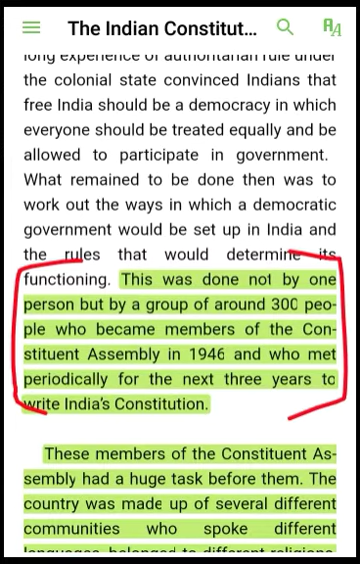 The Indian Constitut...
AA
long experience of authoritarian rule under
the colonial state convinced Indians that
free India should be a democracy in which
everyone should be treated equally and be
allowed to participate in government.
What remained to be done then was to
work out the ways in which a democratic
government would be set up in India and
the rules that would determine its
functioning. This was done not by one
person but by a group of around 300 peo-
ple who became members of the Con-
stituent Assembly in 1946 and who met
periodically for the next three years to
write India's Constitution.
These members of the Constituent As-
sembly had a huge task before them. The
country was made up of several different
communities who spoke different
languages, belonged to different religions,